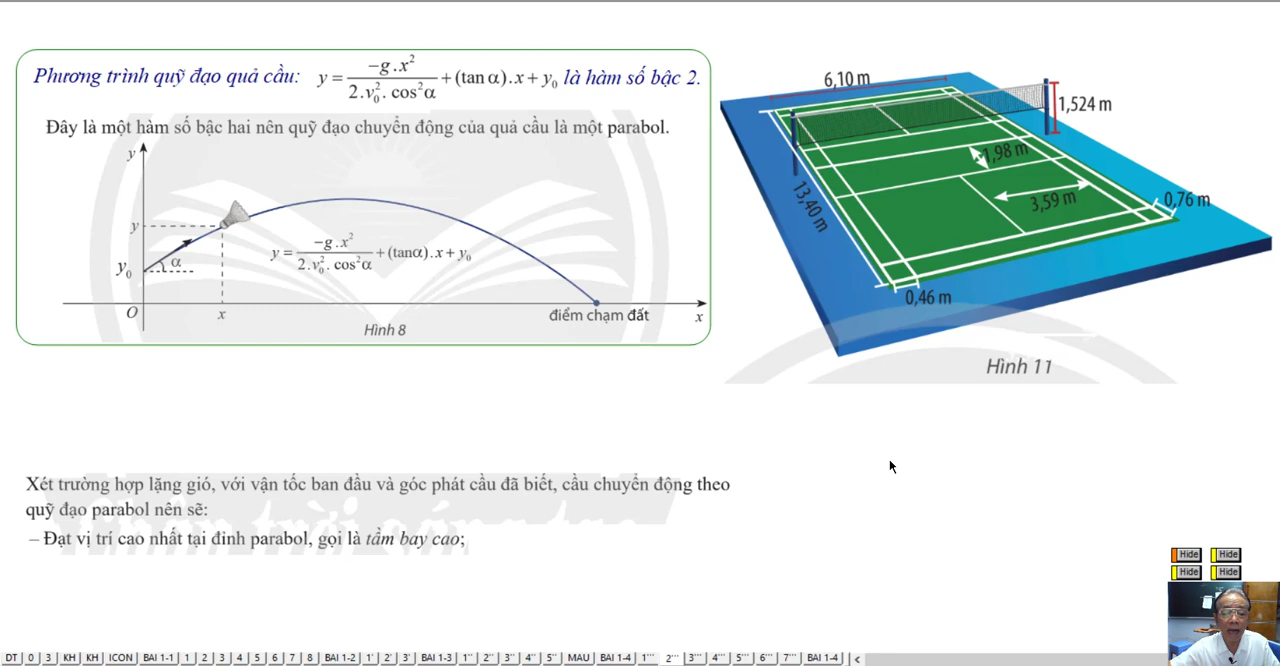 Phương trình quỹ đạo quả cầu: y = -g.x² / 2.v₀². cos²α + (tan α).x + y₀ là hàm số bậc 2.
Đây là một hàm số bậc hai nên quỹ đạo chuyển động của quả cầu là một parabol.
y
y
y₀
α
y = -g.x² / 2.v₀². cos²α + (tanα).x + y₀
O
x
điểm chạm đất
x
Hình 8
6,10 m
1,524 m
1,98 m
3,59 m
0,76 m
13,40 m
0,46 m
Hình 11
Xét trường hợp lặng gió, với vận tốc ban đầu và góc phát cầu đã biết, cầu chuyển động theo
quỹ đạo parabol nên sẽ:
– Đạt vị trí cao nhất tại đỉnh parabol, gọi là tầm bay cao;
Hide Hide
Hide Hide
DT 0 3 KH KH ICON BAI 1-1 1 2 3 4 5 6 7 8 BAI 1-2 1' 2' 3' BAI 1-3 1'' 2'' 3'' 4'' 5'' MAU BAI 1-4 1''' 2''' 3''' 4''' 5''' 6''' 7''' BAI 1-4